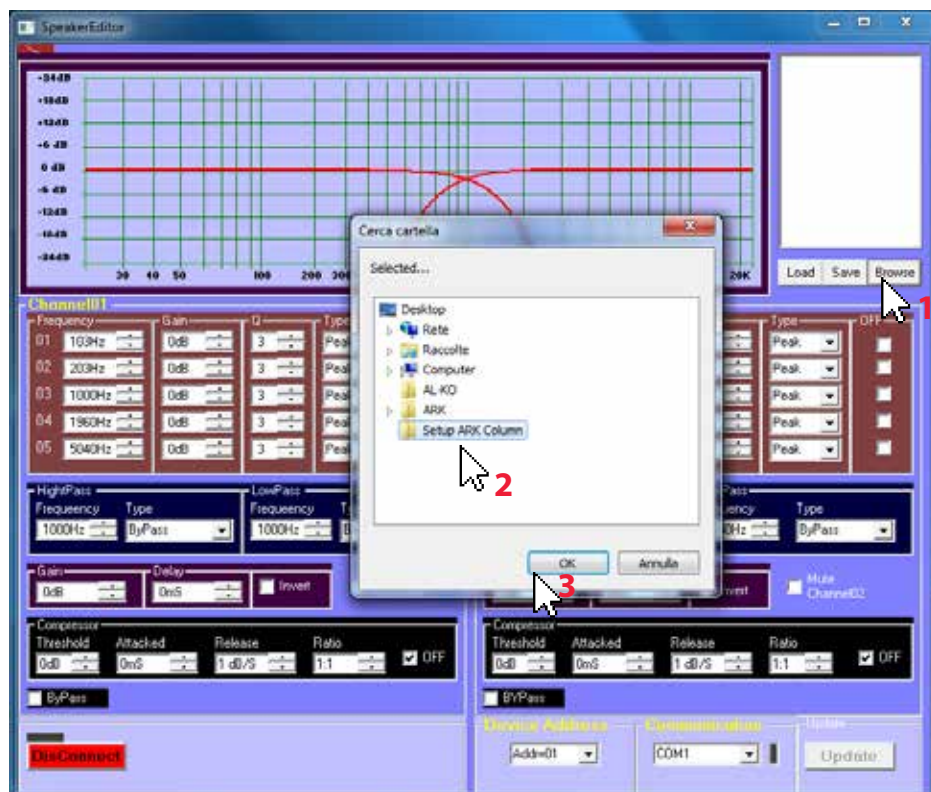 SpeakerEditor
+24dB
+18dB
+12dB
+6 dB
0 dB
-6 dB
-12dB
-18dB
-24dB
20 40 50 100 200 300 20K
Load Save Browse
1
Cerca cartella
Selected...
Desktop
Rete
Raccolte
Computer
AL-KO
ARK
Setup ARK Column
2
OK Annulla
3
Channel01
Frequency Gain Q Type Type OFF
01 103Hz 0dB 3 Peak Peak
02 203Hz 0dB 3 Peak Peak
03 1000Hz 0dB 3 Peak Peak
04 1960Hz 0dB 3 Peak Peak
05 5040Hz 0dB 3 Peak Peak
HightPass LowPass Pass
Frequeency Type Frequeency Type
1000Hz ByPass 1000Hz ByPass
Gain Delay
0dB 0mS Invert
Mute
Channel02
Compressor Compressor
Threshold Attacked Release Ratio Threshold Attacked Release Ratio
0dB 0mS 1 dB/S 1:1 OFF 0dB 0mS 1 dB/S 1:1 OFF
ByPass BYPass
Device Address Communication Update
DisConnect Addr=01 COM1 Update